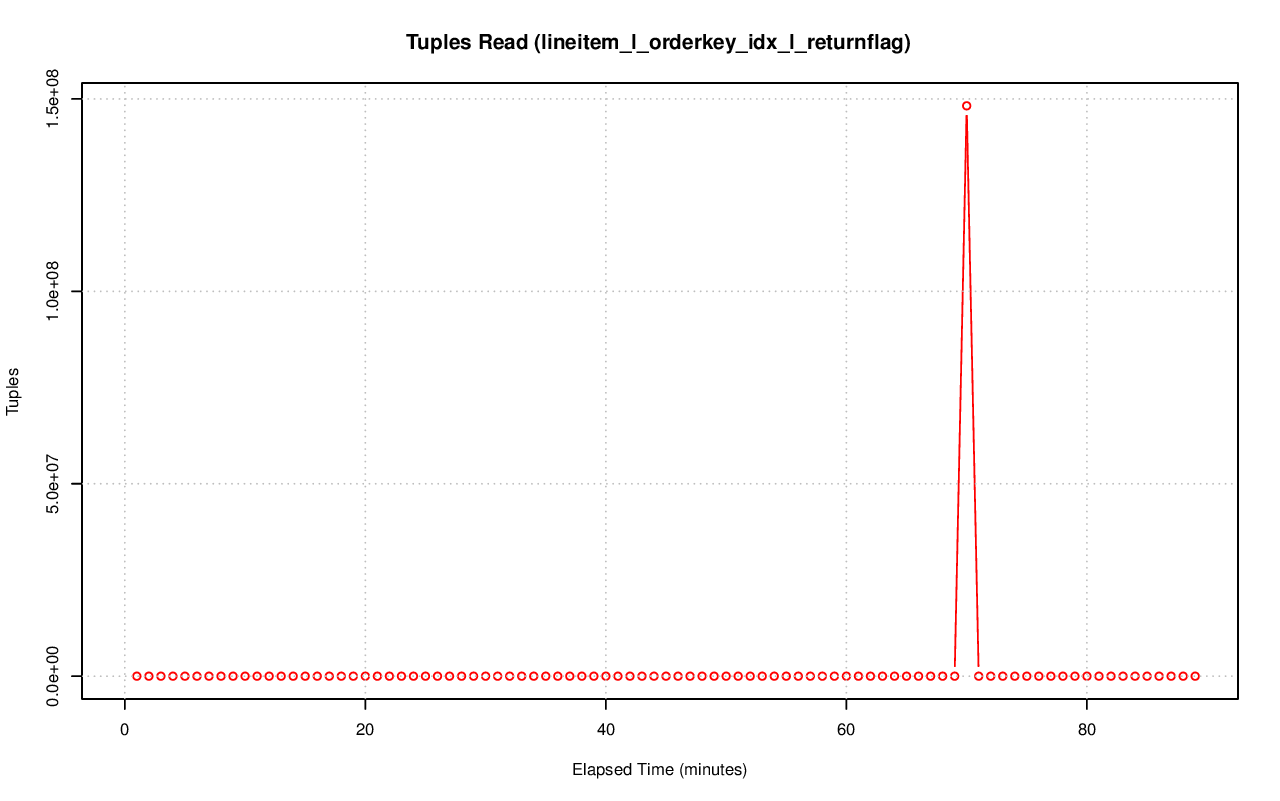 Tuples Read (lineitem_l_orderkey_idx_l_returnflag)
1.5e+08
1.0e+08
5.0e+07
0.0e+00
Tuples
0 20 40 60 80
Elapsed Time (minutes)